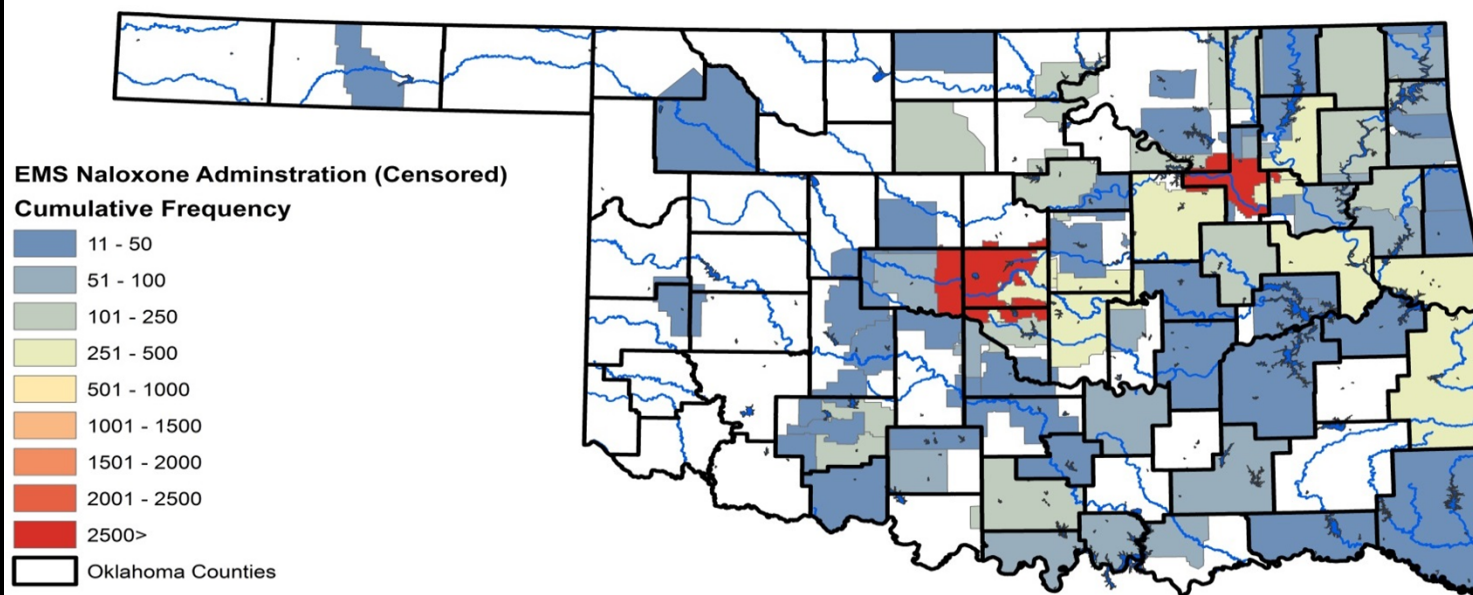 EMS Naloxone Adminstration (Censored)
Cumulative Frequency
11 - 50
51 - 100
101 - 250
251 - 500
501 - 1000
1001 - 1500
1501 - 2000
2001 - 2500
2500>
Oklahoma Counties